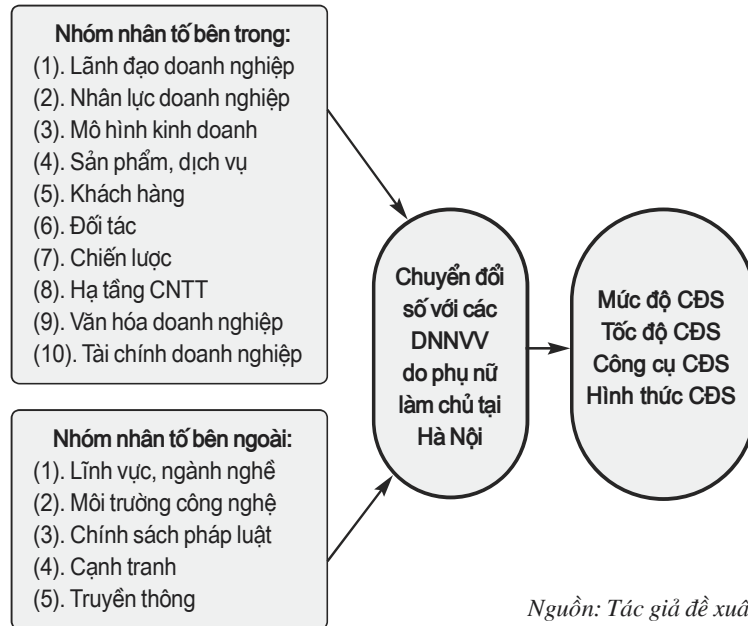 Nhóm nhân tố bên trong:
(1). Lãnh đạo doanh nghiệp
(2). Nhân lực doanh nghiệp
(3). Mô hình kinh doanh
(4). Sản phẩm, dịch vụ
(5). Khách hàng
(6). Đối tác
(7). Chiến lược
(8). Hạ tầng CNTT
(9). Văn hóa doanh nghiệp
(10). Tài chính doanh nghiệp
Nhóm nhân tố bên ngoài:
(1). Lĩnh vực, ngành nghề
(2). Môi trường công nghệ
(3). Chính sách pháp luật
(4). Cạnh tranh
(5). Truyền thông
Chuyển đổi
số với các
DNNVV
do phụ nữ
làm chủ tại
Hà Nội
Mức độ CĐS
Tốc độ CĐS
Công cụ CĐS
Hình thức CĐS
Nguồn: Tác giả đề xuấ